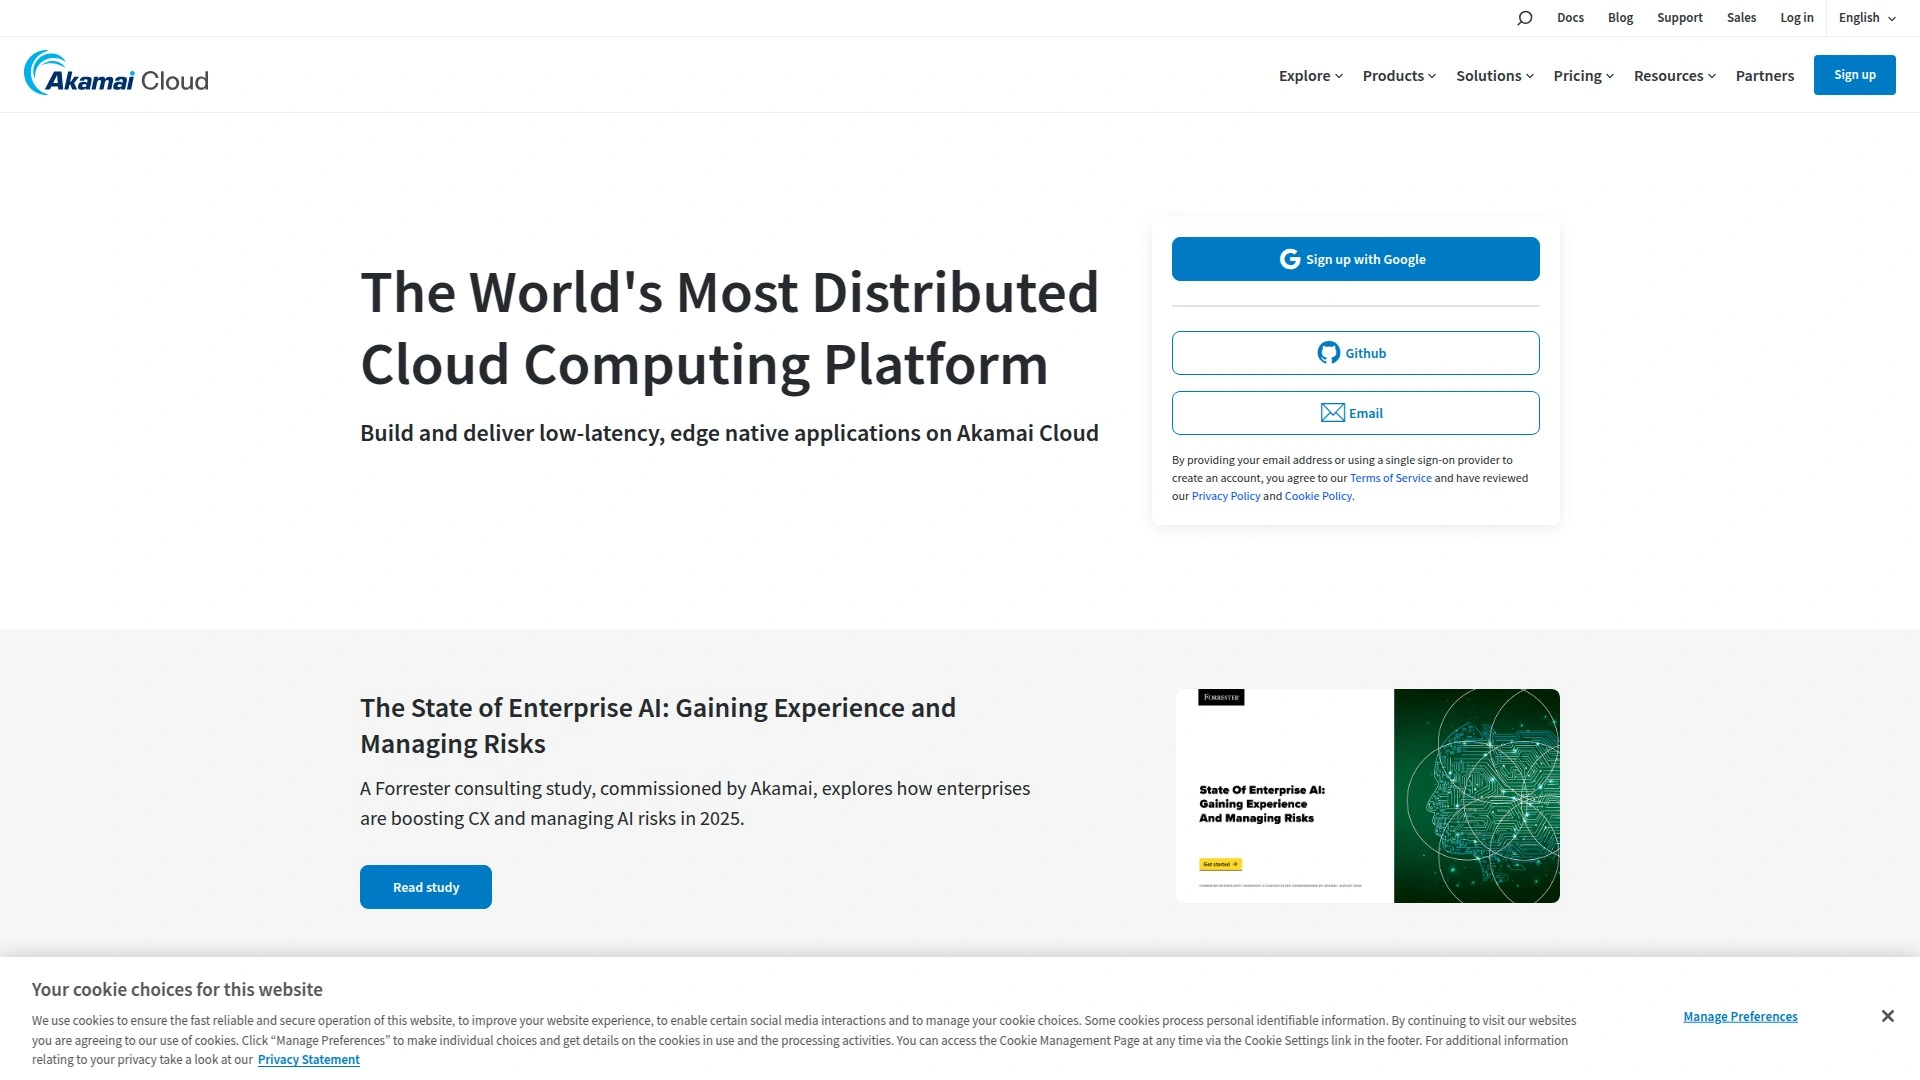 Docs Blog Support Sales Log in English
Akamai Cloud
Explore Products Solutions Pricing Resources Partners Sign up
The World's Most Distributed
Cloud Computing Platform
Build and deliver low-latency, edge native applications on Akamai Cloud
Sign up with Google
Github
Email
By providing your email address or using a single sign-on provider to
create an account, you agree to our Terms of Service and have reviewed
our Privacy Policy and Cookie Policy.
The State of Enterprise AI: Gaining Experience and
Managing Risks
A Forrester consulting study, commissioned by Akamai, explores how enterprises
are boosting CX and managing AI risks in 2025.
Read study
FORRESTER
State Of Enterprise AI:
Gaining Experience
And Managing Risks
Get started
Your cookie choices for this website
We use cookies to ensure the fast reliable and secure operation of this website, to improve your website experience, to enable certain social media interactions and to manage your cookie choices. Some cookies process personal identifiable information. By continuing to visit our websites
you are agreeing to our use of cookies. Click “Manage Preferences” to make individual choices and get details on the cookies in use and the processing activities. You can access the Cookie Management Page at any time via the Cookie Settings link in the footer. For additional information
relating to your privacy take a look at our Privacy Statement
Manage Preferences